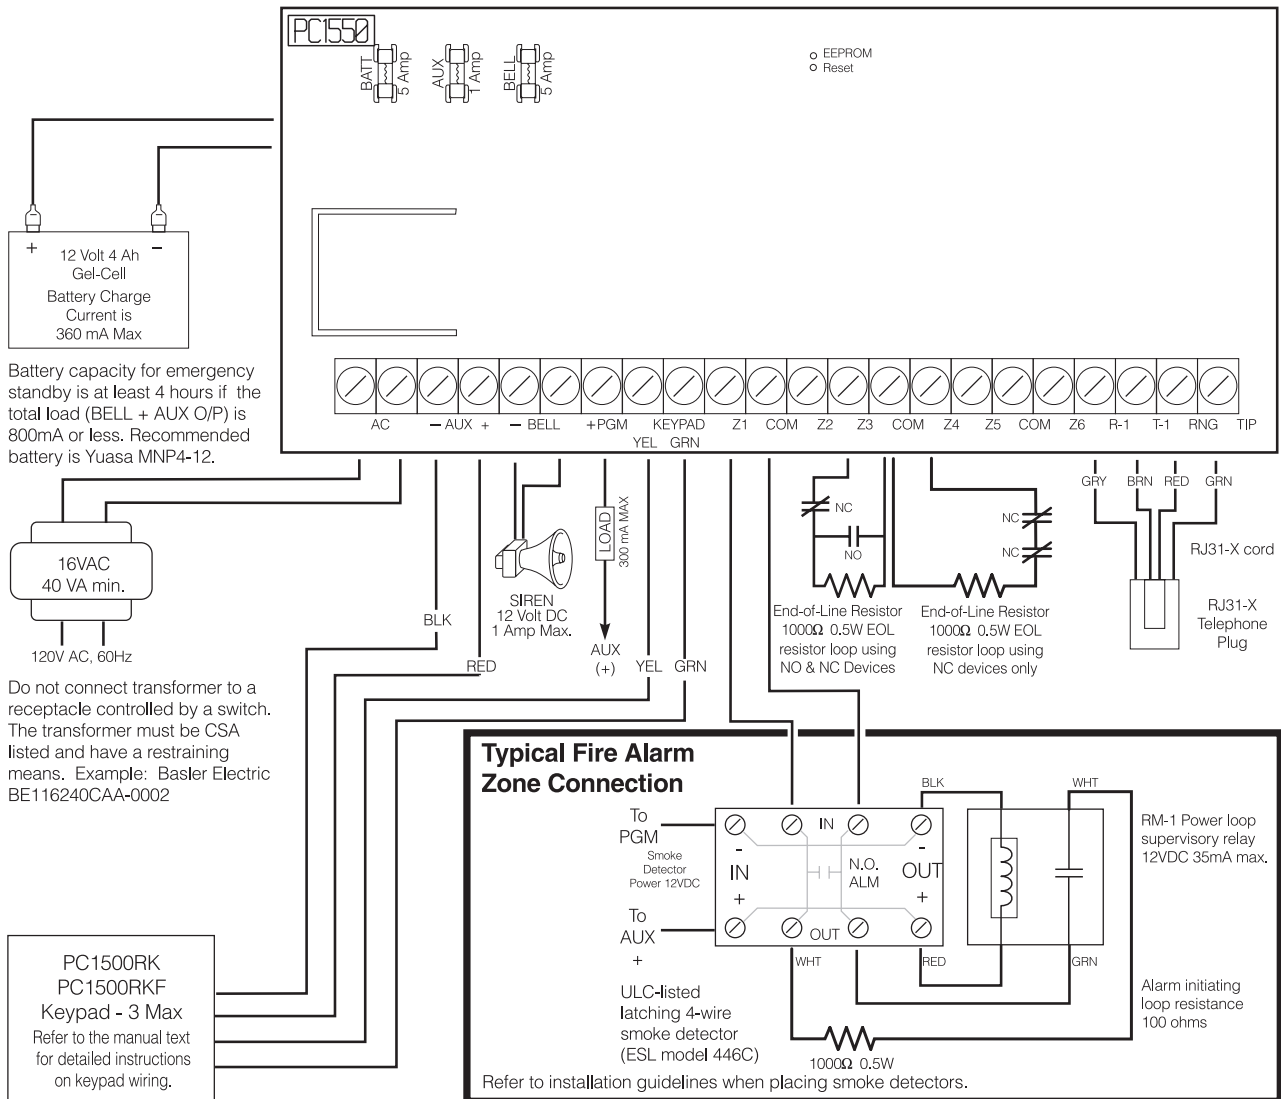 PC1550
BATT
5 Amp
AUX
1 Amp
BELL
5 Amp
EEPROM
Reset
+ −
12 Volt 4 Ah
Gel-Cell
Battery Charge
Current is
360 mA Max
Battery capacity for emergency
standby is at least 4 hours if the
total load (BELL + AUX O/P) is
800mA or less. Recommended
battery is Yuasa MNP4-12.
AC − AUX + − BELL +PGM KEYPAD Z1 COM Z2 Z3 COM Z4 Z5 COM Z6 R-1 T-1 RNG TIP
YEL GRN
16VAC
40 VA min.
120V AC, 60Hz
Do not connect transformer to a
receptacle controlled by a switch.
The transformer must be CSA
listed and have a restraining
means. Example: Basler Electric
BE116240CAA-0002
BLK
RED
SIREN
12 Volt DC
1 Amp Max.
LOAD
300 mA MAX
AUX
(+)
YEL GRN
NC
NO
End-of-Line Resistor
1000Ω 0.5W EOL
resistor loop using
NO & NC Devices
NC
NC
End-of-Line Resistor
1000Ω 0.5W EOL
resistor loop using
NC devices only
GRY BRN RED GRN
RJ31-X cord
RJ31-X
Telephone
Plug
Typical Fire Alarm
Zone Connection
To
PGM
Smoke
Detector
Power 12VDC
To
AUX
+
IN
-
IN
+
N.O.
ALM
-
OUT
+
OUT
BLK
WHT
WHT
RED
GRN
RM-1 Power loop
supervisory relay
12VDC 35mA max.
ULC-listed
latching 4-wire
smoke detector
(ESL model 446C)
1000Ω 0.5W
Alarm initiating
loop resistance
100 ohms
Refer to installation guidelines when placing smoke detectors.
PC1500RK
PC1500RKF
Keypad - 3 Max
Refer to the manual text
for detailed instructions
on keypad wiring.